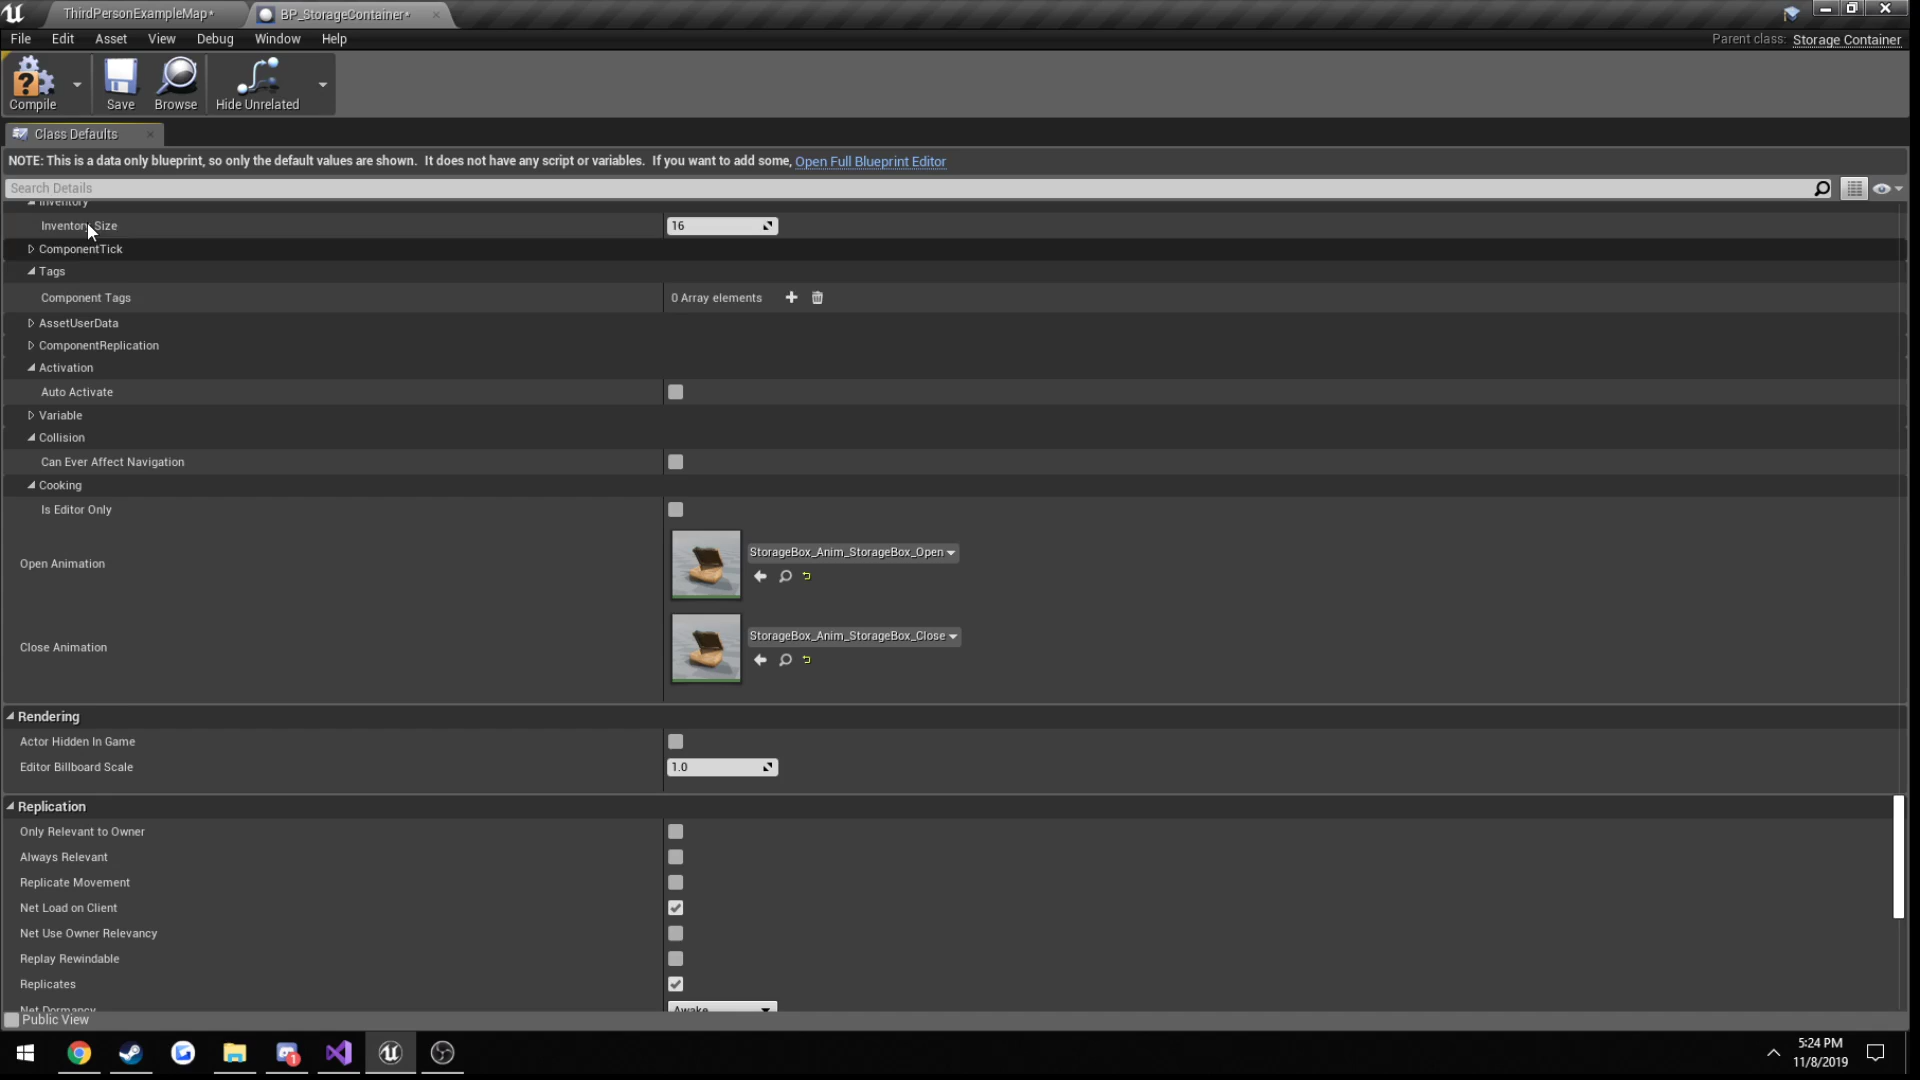 ThirdPersonExampleMap*
BP_StorageContainer*
File Edit Asset View Debug Window Help
Parent class: Storage Container
Compile Save Browse Hide Unrelated
Class Defaults
NOTE: This is a data only blueprint, so only the default values are shown. It does not have any script or variables. If you want to add some, Open Full Blueprint Editor
Search Details
Inventory
Inventory Size 16
ComponentTick
Tags
Component Tags 0 Array elements
AssetUserData
ComponentReplication
Activation
Auto Activate
Variable
Collision
Can Ever Affect Navigation
Cooking
Is Editor Only
StorageBox_Anim_StorageBox_Open
Open Animation
StorageBox_Anim_StorageBox_Close
Close Animation
Rendering
Actor Hidden In Game
Editor Billboard Scale 1.0
Replication
Only Relevant to Owner
Always Relevant
Replicate Movement
Net Load on Client
Net Use Owner Relevancy
Replay Rewindable
Replicates
Net Dormancy Awake
Public View
5:24 PM
11/8/2019